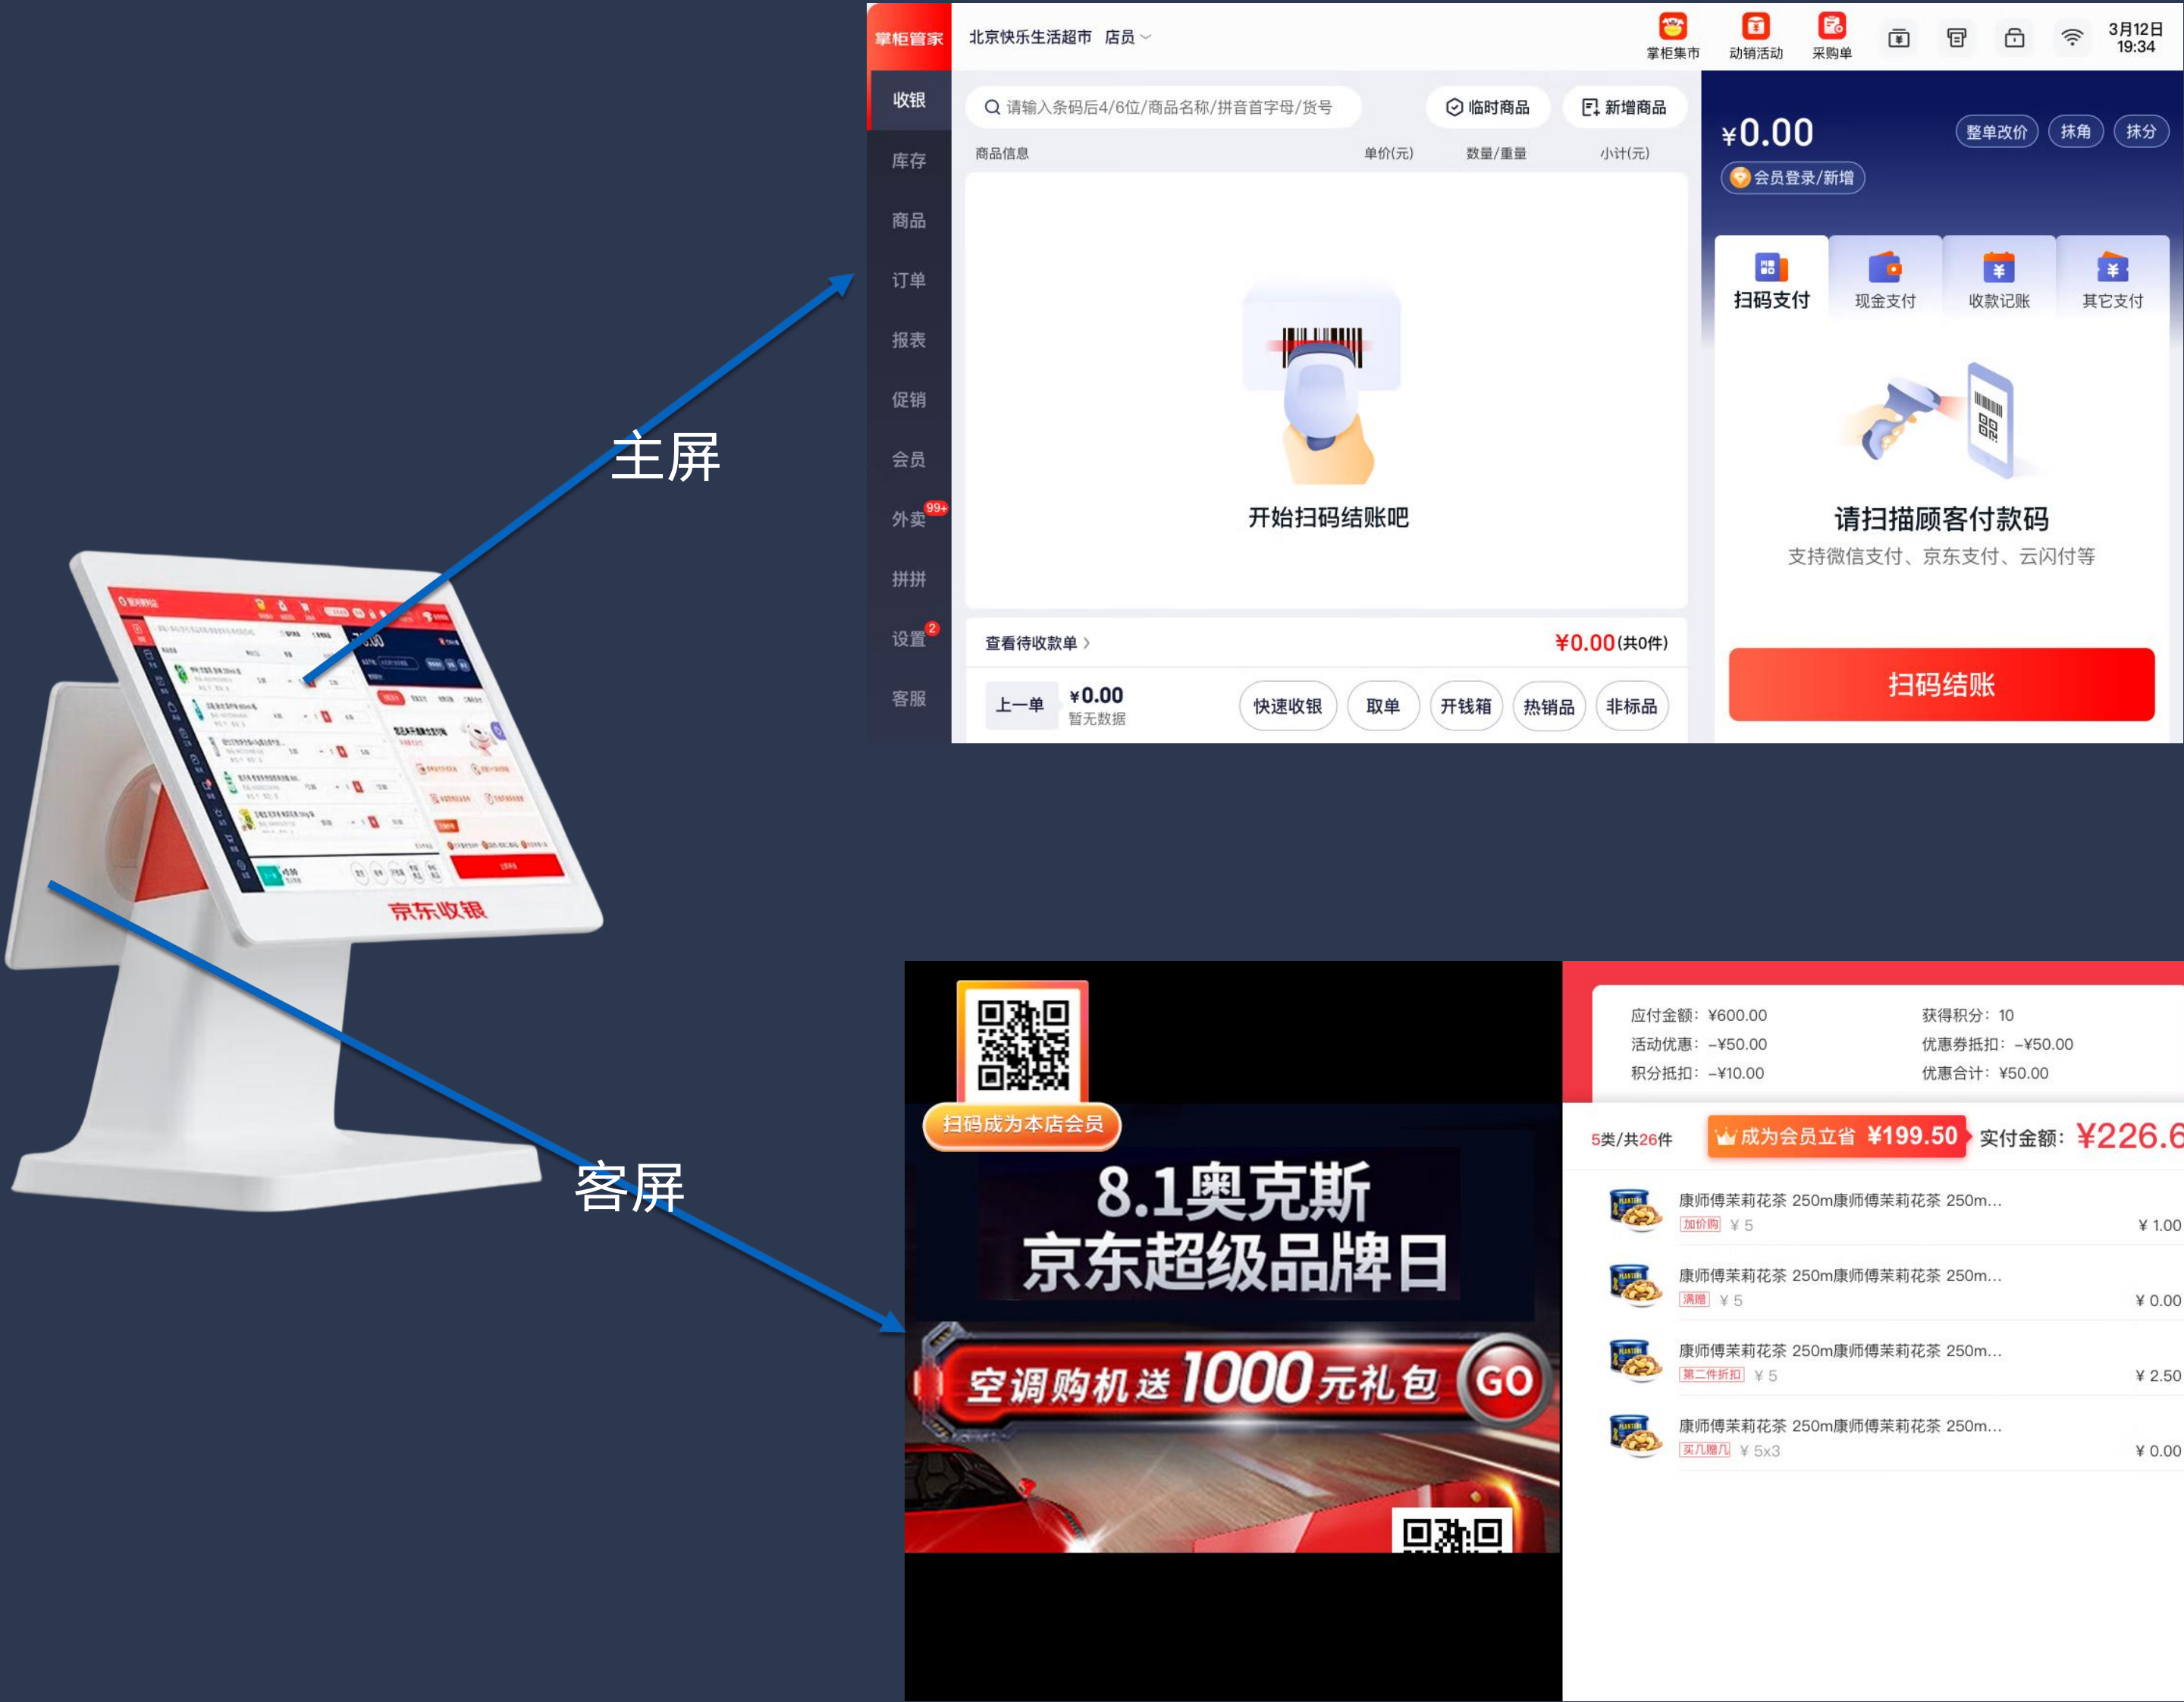 掌柜管家
北京快乐生活超市 店员
掌柜集市
动销活动
采购单
3月12日
19:34
收银
库存
商品
订单
报表
促销
会员
外卖
99+
拼拼
设置
2
客服
请输入条码后4/6位/商品名称/拼音首字母/货号
临时商品
新增商品
商品信息 单价(元) 数量/重量 小计(元)
开始扫码结账吧
查看待收款单
¥0.00(共0件)
上一单
¥0.00
暂无数据
快速收银
取单
开钱箱
热销品
非标品
¥0.00
整单改价
抹角
抹分
会员登录/新增
扫码支付
现金支付
收款记账
其它支付
请扫描顾客付款码
支持微信支付、京东支付、云闪付等
扫码结账
主屏
京东收银
客屏
扫码成为本店会员
8.1奥克斯
京东超级品牌日
空调购机送1000元礼包
GO
应付金额：¥600.00 获得积分：10
活动优惠：-¥50.00 优惠券抵扣：-¥50.00
积分抵扣：-¥10.00 优惠合计：¥50.00
5类/共26件
成为会员立省 ¥199.50
实付金额：¥226.6
康师傅茉莉花茶 250m康师傅茉莉花茶 250m...
加价购 ¥ 5
¥ 1.00
康师傅茉莉花茶 250m康师傅茉莉花茶 250m...
满赠 ¥ 5
¥ 0.00
康师傅茉莉花茶 250m康师傅茉莉花茶 250m...
第二件折扣 ¥ 5
¥ 2.50
康师傅茉莉花茶 250m康师傅茉莉花茶 250m...
买几赠几 ¥ 5x3
¥ 0.00